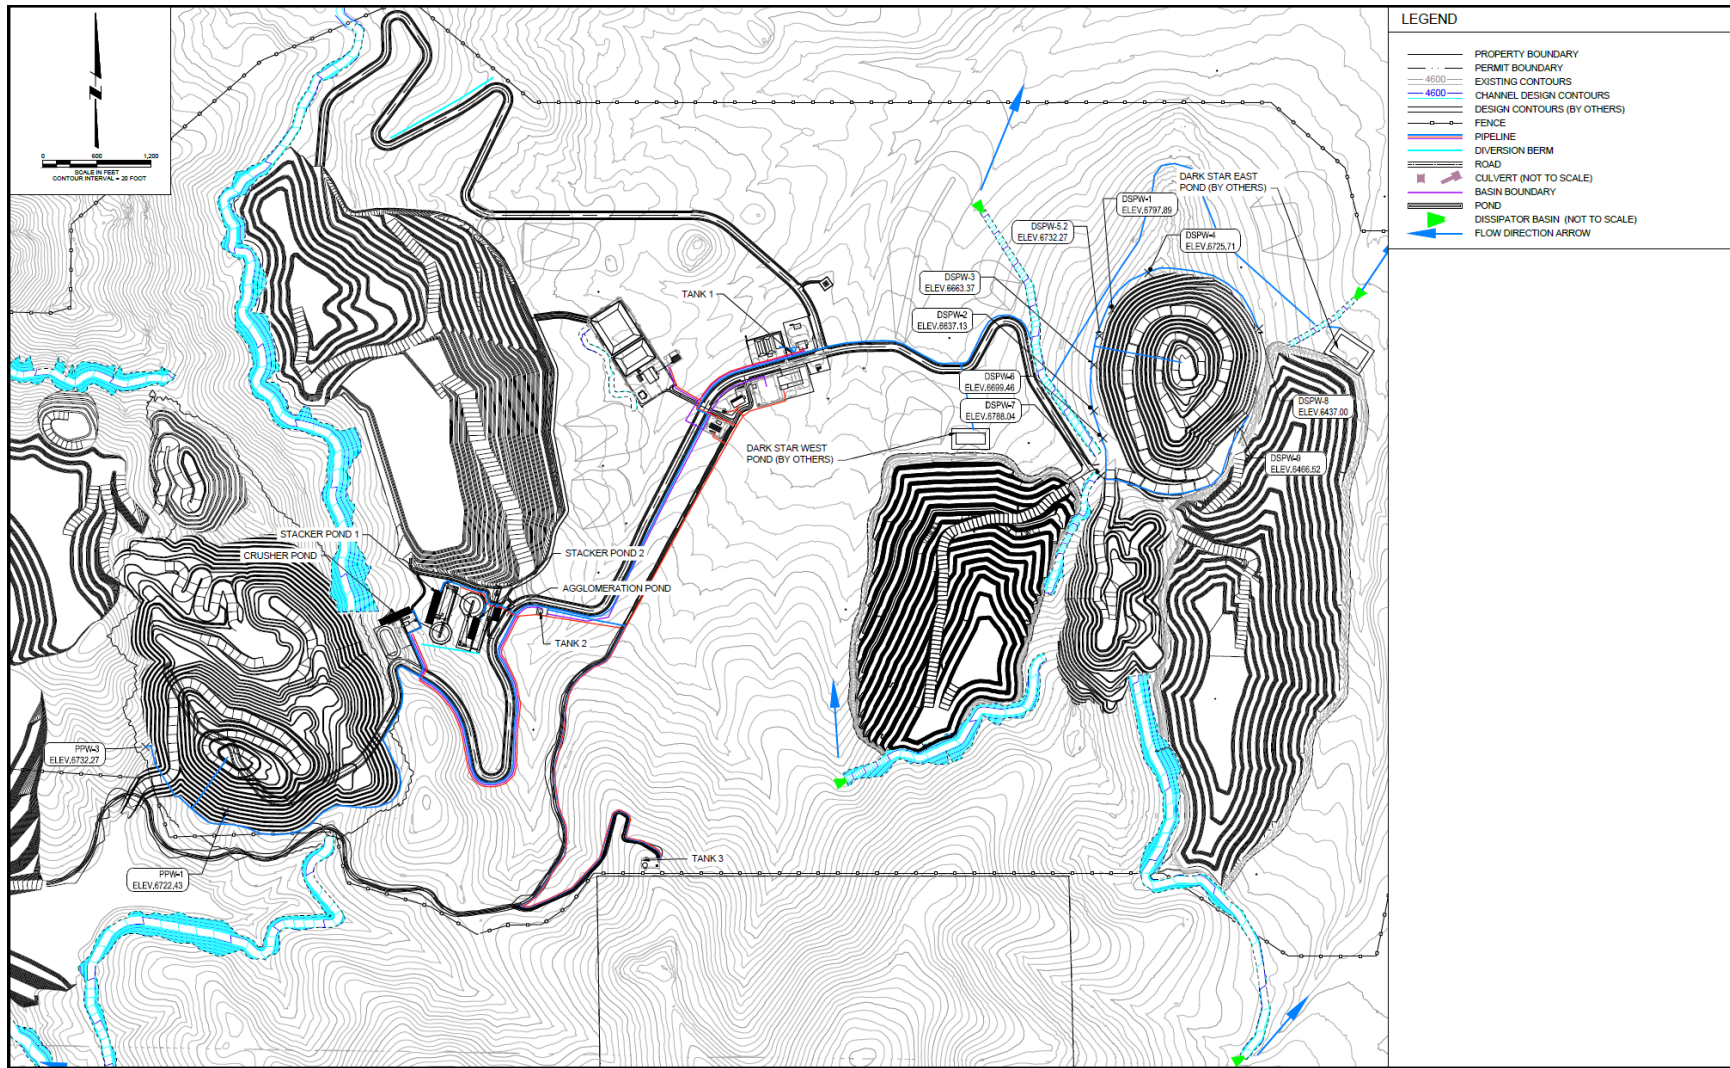 LEGEND
PROPERTY BOUNDARY
PERMIT BOUNDARY
4600 EXISTING CONTOURS
4600 CHANNEL DESIGN CONTOURS
DESIGN CONTOURS (BY OTHERS)
FENCE
PIPELINE
DIVERSION BERM
ROAD
CULVERT (NOT TO SCALE)
BASIN BOUNDARY
POND
DISSIPATOR BASIN (NOT TO SCALE)
FLOW DIRECTION ARROW
N
0 600 1,200
SCALE IN FEET
CONTOUR INTERVAL = 20 FOOT
DARK STAR EAST
POND (BY OTHERS)
DSPW-1
ELEV.6797.89
DSPW-5.2
ELEV.6732.27
DSPW-4
ELEV.6725.71
DSPW-3
ELEV.6663.37
TANK 1
DSPW-2
ELEV.6637.13
DSPW-6
ELEV.6699.46
DSPW-7
ELEV.6788.04
DSPW-8
ELEV.6437.00
DARK STAR WEST
POND (BY OTHERS)
DSPW-9
ELEV.6466.52
STACKER POND 1
CRUSHER POND
STACKER POND 2
AGGLOMERATION POND
TANK 2
PPW-3
ELEV.6732.27
TANK 3
PPW-1
ELEV.6722.43